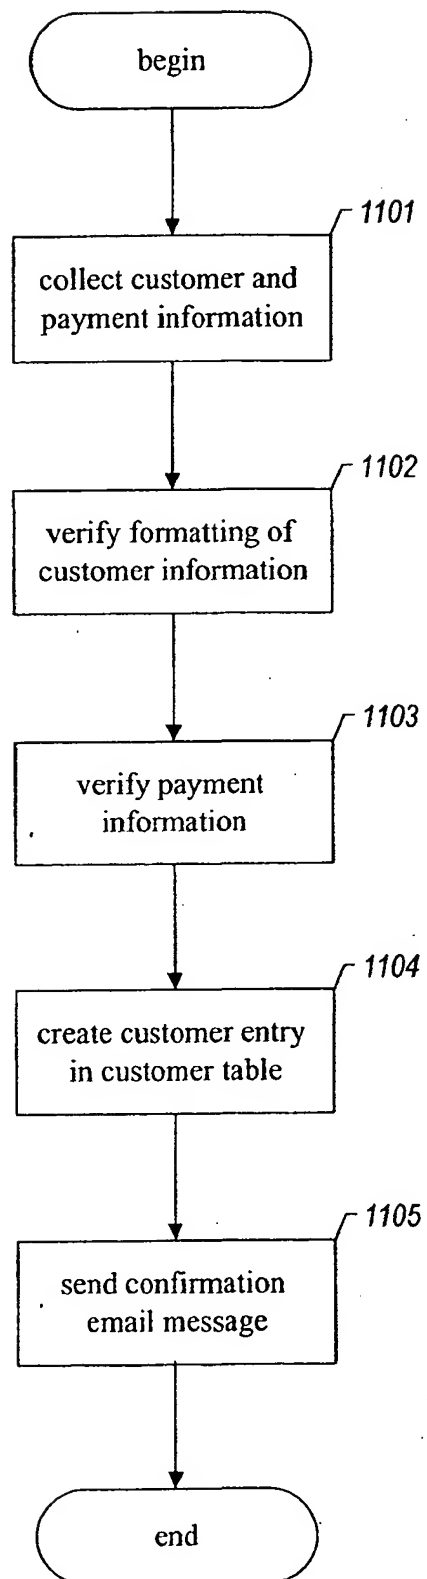 begin
1101
collect customer and
payment information
1102
verify formatting of
customer information
1103
verify payment
information
1104
create customer entry
in customer table
1105
send confirmation
email message
end